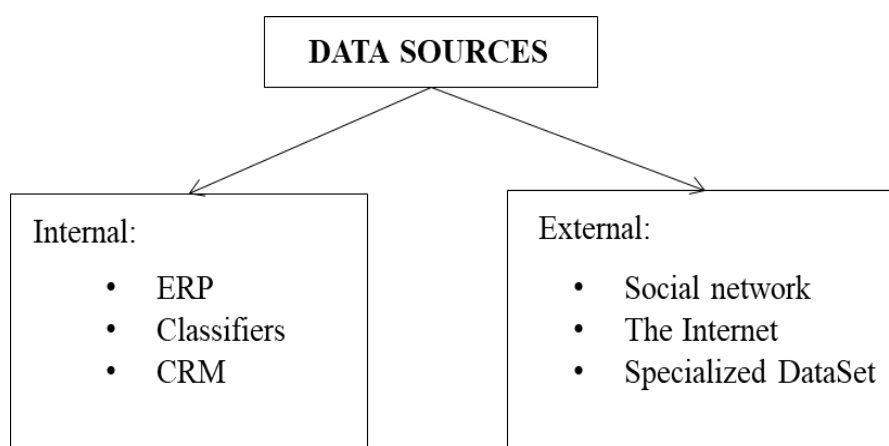 DATA SOURCES
Internal:
• ERP
• Classifiers
• CRM
External:
• Social network
• The Internet
• Specialized DataSet